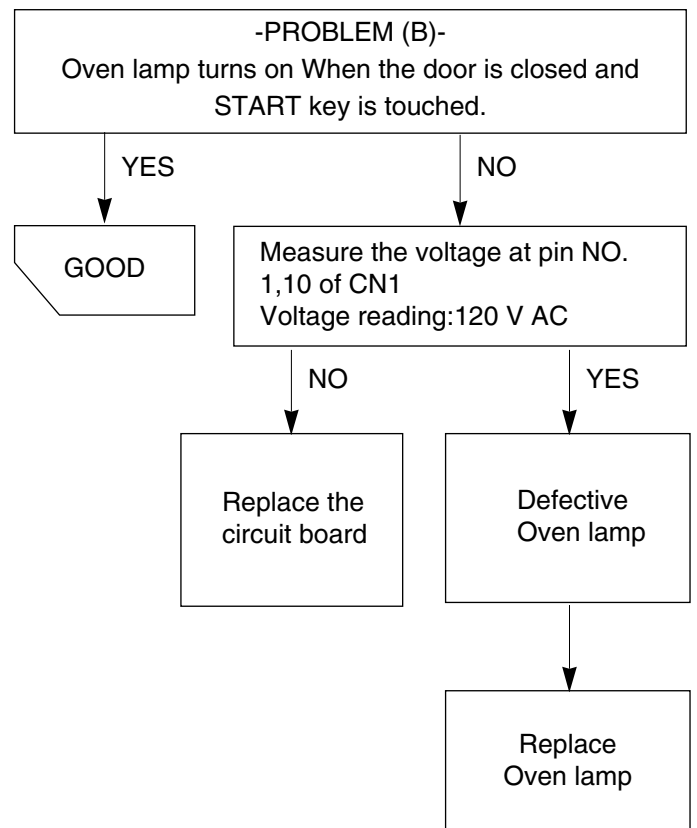 -PROBLEM (B)-
Oven lamp turns on When the door is closed and
START key is touched.
YES
NO
GOOD
Measure the voltage at pin NO.
1,10 of CN1
Voltage reading:120 V AC
NO
YES
Replace the
circuit board
Defective
Oven lamp
Replace
Oven lamp